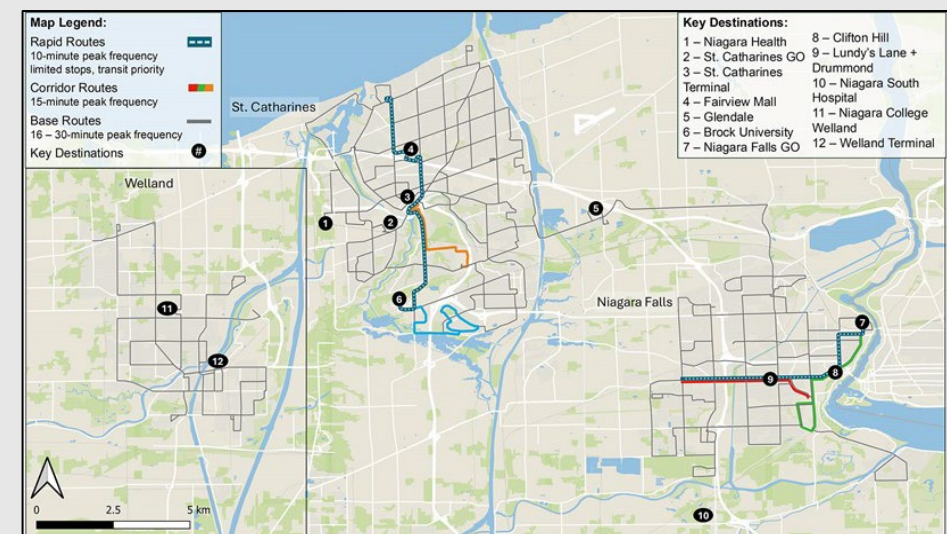 Map Legend:
Rapid Routes
10-minute peak frequency
limited stops, transit priority
Corridor Routes
15-minute peak frequency
Base Routes
16 – 30-minute peak frequency
Key Destinations #
Key Destinations:
1 – Niagara Health
2 – St. Catharines GO
3 – St. Catharines
Terminal
4 – Fairview Mall
5 – Glendale
6 – Brock University
7 – Niagara Falls GO
8 – Clifton Hill
9 – Lundy's Lane +
Drummond
10 – Niagara South
Hospital
11 – Niagara College
Welland
12 – Welland Terminal
St. Catharines
4
3
5
1
2
Welland
6
Niagara Falls
11
7
12
8
9
10
0 2.5 5 km